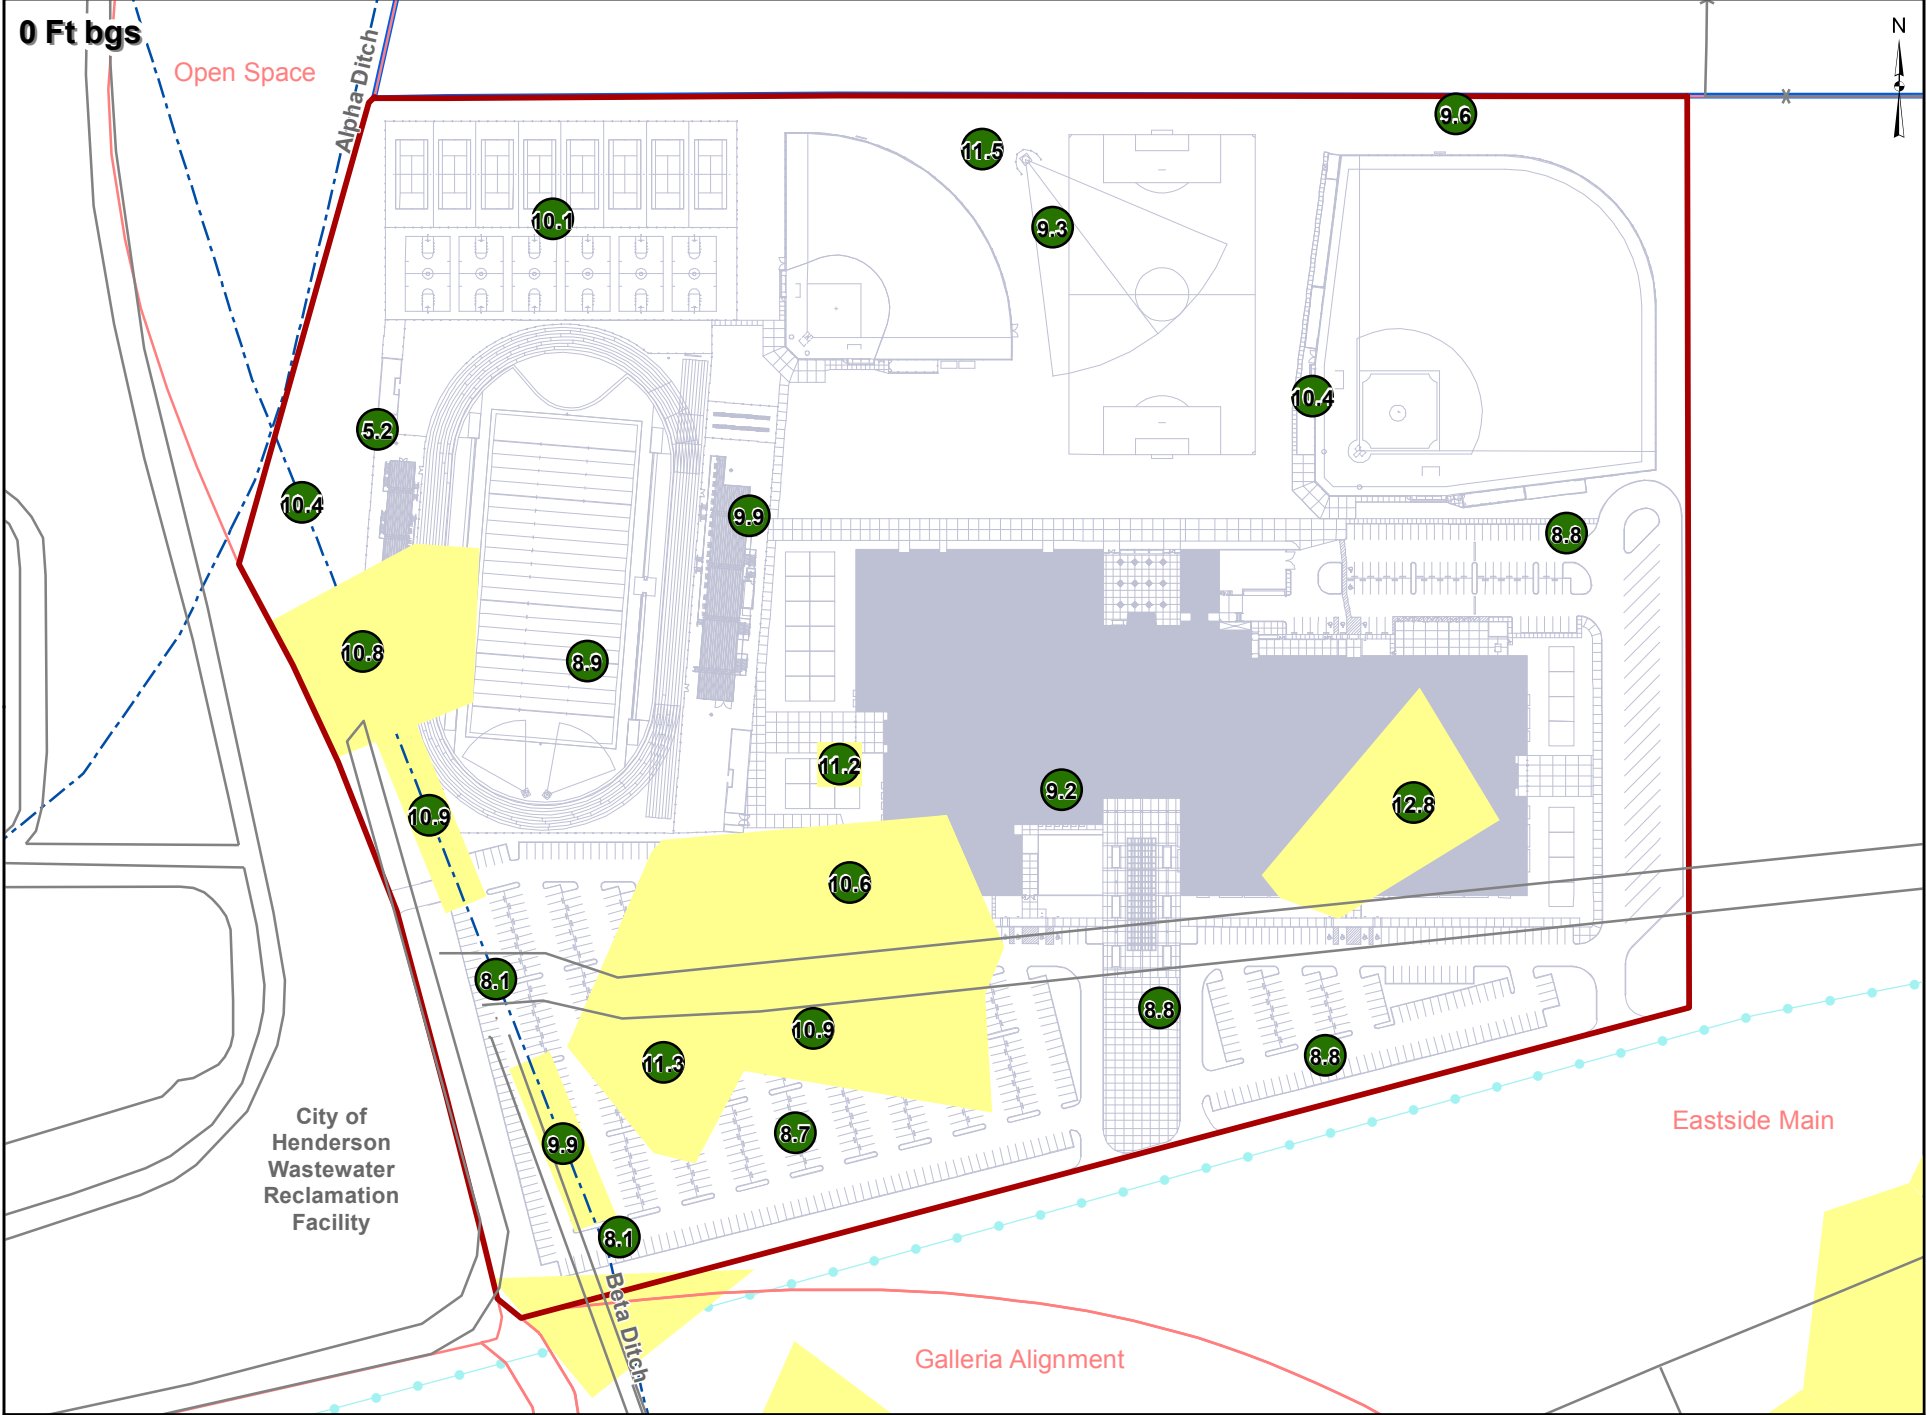 0 Ft bgs
N
Open Space
Alpha Ditch
9.6
11.5
10.1
9.3
10.4
5.2
10.4
9.9
8.8
10.8
8.9
11.2
9.2
12.8
10.9
10.6
8.1
8.8
10.9
11.3
8.8
City of
Henderson
Wastewater
Reclamation
Facility
8.7
9.9
Eastside Main
8.1
Beta Ditch
Galleria Alignment